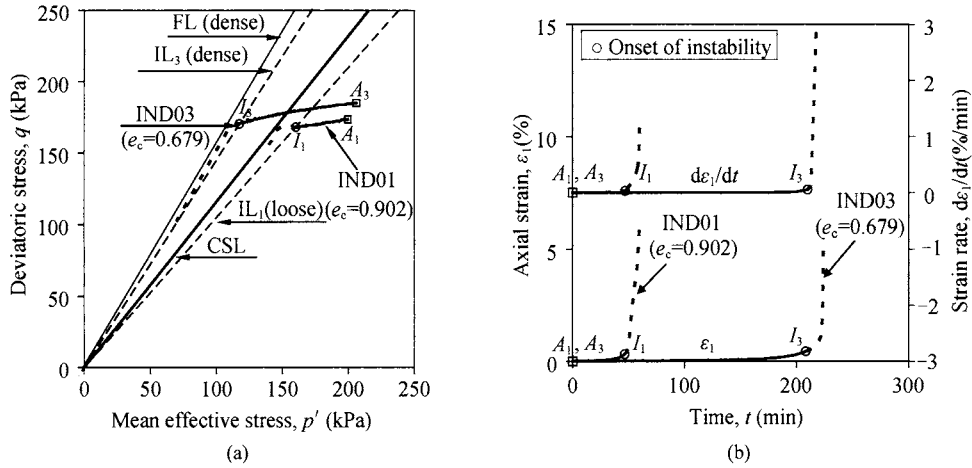 250
200
150
100
50
0
0
50
100
150
200
250
Deviatoric stress, q (kPa)
Mean effective stress, p′ (kPa)
FL (dense)
IL₃ (dense)
IND03
(e_c=0.679)
I₃
A₃
I₁
A₁
IND01
IL₁(loose)(e_c=0.902)
CSL
(a)
15
10
5
0
Axial strain, ε₁(%)
Onset of instability
A₁, A₃
I₁
dε₁/dt
I₃
IND01
(e_c=0.902)
IND03
(e_c=0.679)
A₁, A₃
I₁
ε₁
I₃
0
100
200
300
Time, t (min)
3
2
1
0
−1
−2
−3
Strain rate, dε₁/dt(%/min)
(b)